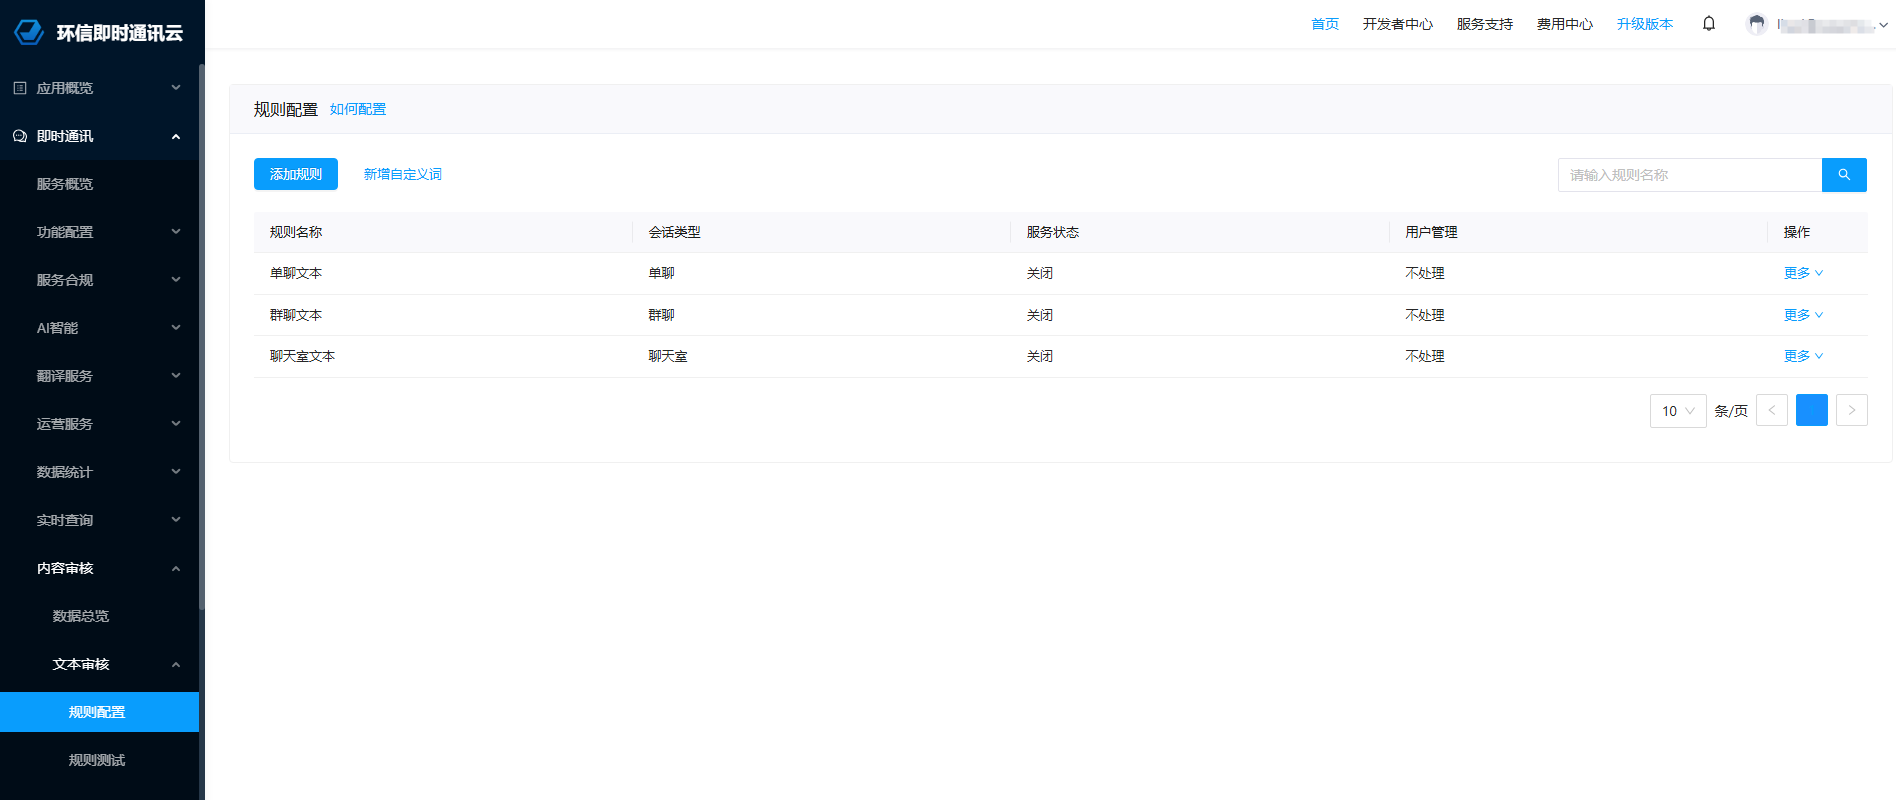 环信即时通讯云
首页 开发者中心 服务支持 费用中心 升级版本
应用概览
即时通讯
服务概览
功能配置
服务合规
AI智能
翻译服务
运营服务
数据统计
实时查询
内容审核
数据总览
文本审核
规则配置
规则测试
规则配置 如何配置
添加规则 新增自定义词 请输入规则名称
规则名称 会话类型 服务状态 用户管理 操作
单聊文本 单聊 关闭 不处理 更多
群聊文本 群聊 关闭 不处理 更多
聊天室文本 聊天室 关闭 不处理 更多
10 条/页